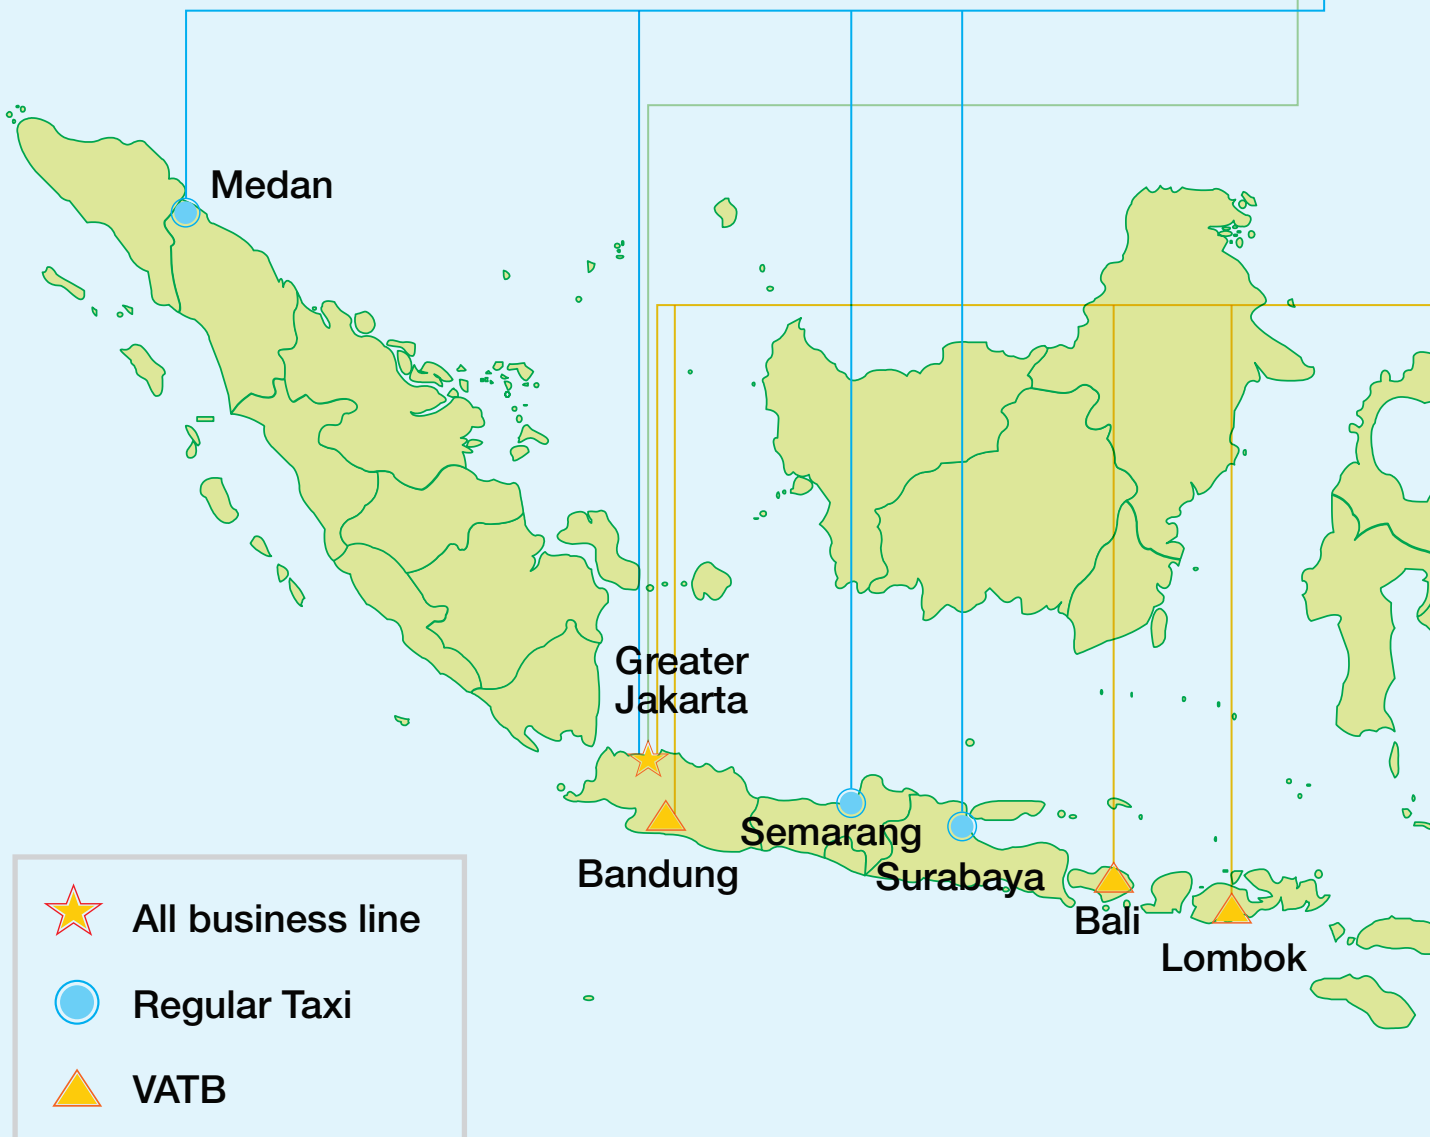 Medan
Greater
Jakarta
Semarang
Bandung
Surabaya
Bali
Lombok
All business line
Regular Taxi
VATB